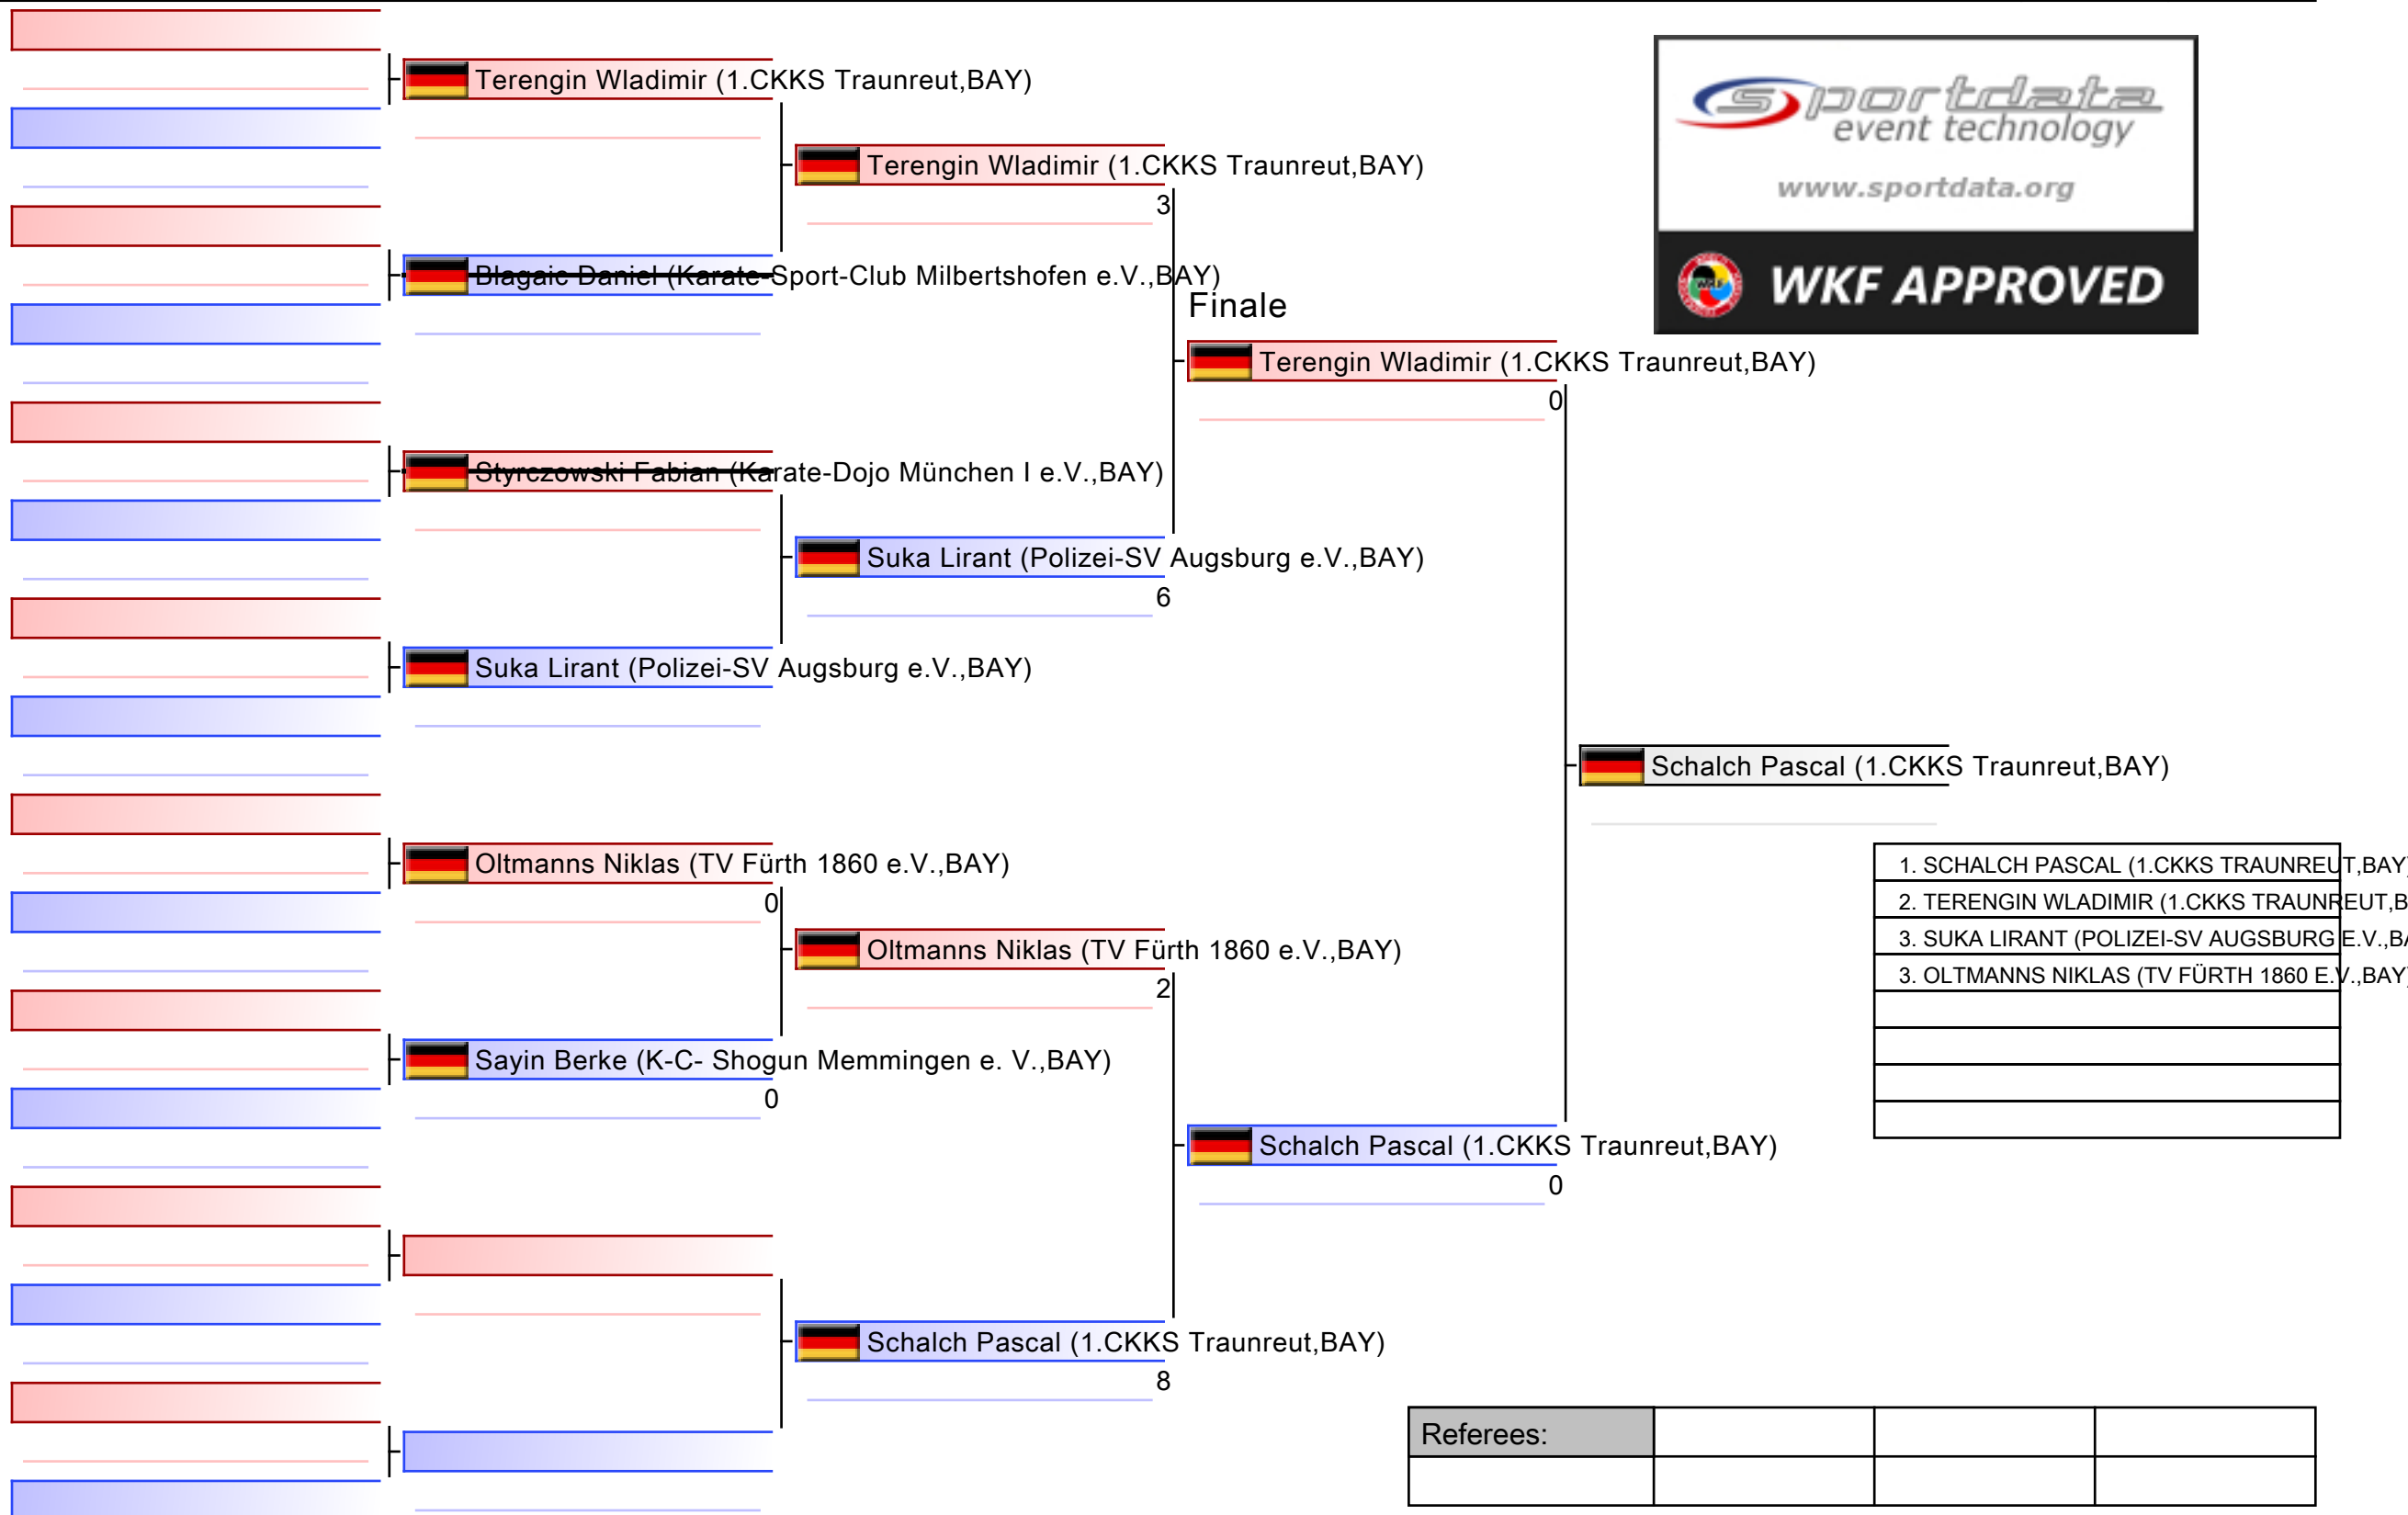 Terengin Wladimir (1.CKKS Traunreut,BAY)
Terengin Wladimir (1.CKKS Traunreut,BAY)
3
Blagaic Daniel (Karate-Sport-Club Milbertshofen e.V.,BAY)
Finale
Terengin Wladimir (1.CKKS Traunreut,BAY)
0
Styrczowski Fabian (Karate-Dojo München I e.V.,BAY)
Suka Lirant (Polizei-SV Augsburg e.V.,BAY)
6
Suka Lirant (Polizei-SV Augsburg e.V.,BAY)
Schalch Pascal (1.CKKS Traunreut,BAY)
Oltmanns Niklas (TV Fürth 1860 e.V.,BAY)
0
Oltmanns Niklas (TV Fürth 1860 e.V.,BAY)
2
Sayin Berke (K-C- Shogun Memmingen e. V.,BAY)
0
Schalch Pascal (1.CKKS Traunreut,BAY)
0
Schalch Pascal (1.CKKS Traunreut,BAY)
8
sportdata
event technology
www.sportdata.org
WKF APPROVED
1. SCHALCH PASCAL (1.CKKS TRAUNREUT,BAY)
2. TERENGIN WLADIMIR (1.CKKS TRAUNREUT,B
3. SUKA LIRANT (POLIZEI-SV AUGSBURG E.V.,BA
3. OLTMANNS NIKLAS (TV FÜRTH 1860 E.V.,BAY)
Referees: